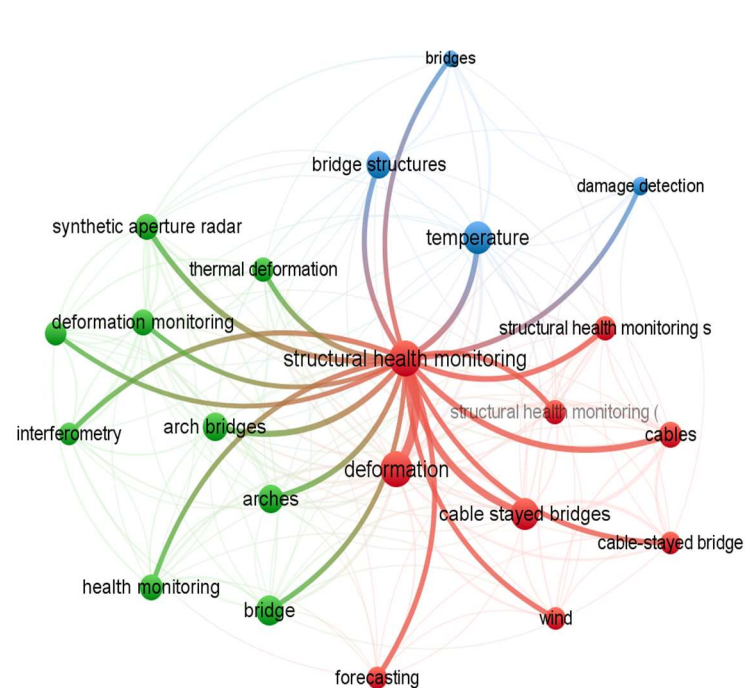 bridges
bridge structures
damage detection
synthetic aperture radar
temperature
thermal deformation
deformation monitoring
structural health monitoring s
structural health monitoring
structural health monitoring (
interferometry
arch bridges
cables
deformation
arches
cable stayed bridges
cable-stayed bridge
health monitoring
bridge
wind
forecasting